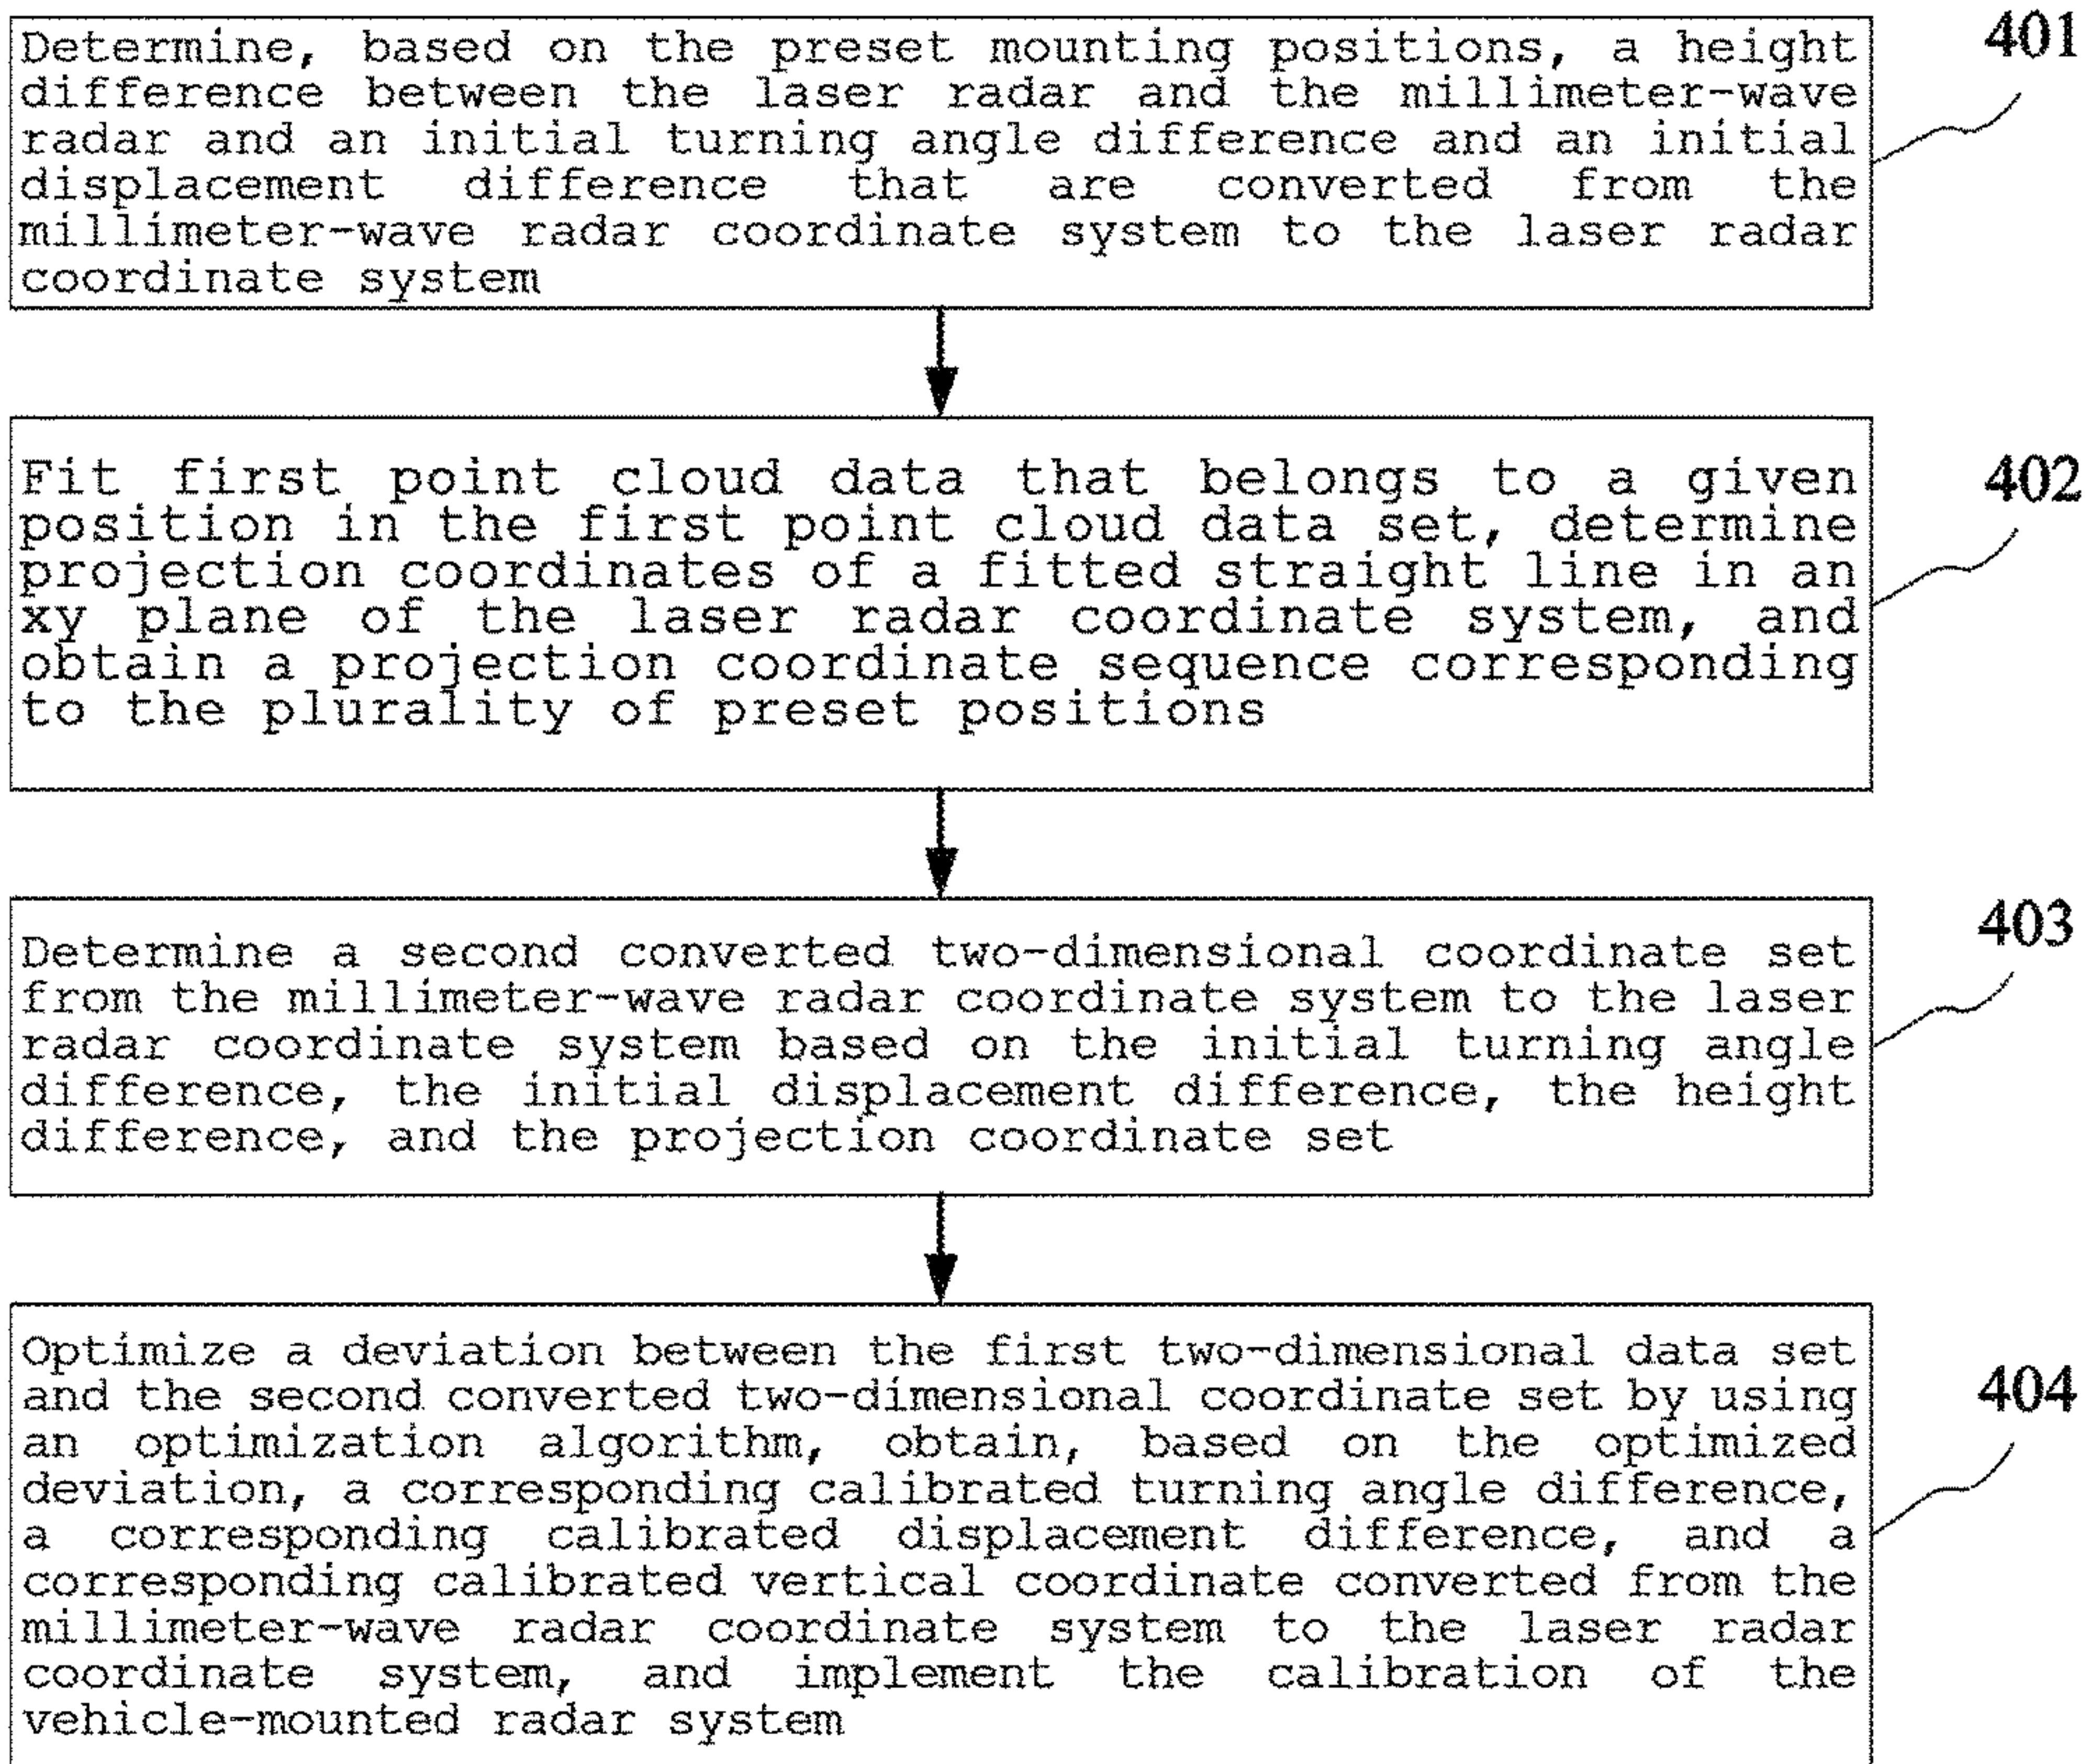 Determine, based on the preset mounting positions, a height
difference between the laser radar and the millimeter-wave
radar and an initial turning angle difference and an initial
displacement difference that are converted from the
millimeter-wave radar coordinate system to the laser radar
coordinate system
401
Fit first point cloud data that belongs to a given
position in the first point cloud data set, determine
projection coordinates of a fitted straight line in an
xy plane of the laser radar coordinate system, and
obtain a projection coordinate sequence corresponding
to the plurality of preset positions
402
Determine a second converted two-dimensional coordinate set
from the millimeter-wave radar coordinate system to the laser
radar coordinate system based on the initial turning angle
difference, the initial displacement difference, the height
difference, and the projection coordinate set
403
Optimize a deviation between the first two-dimensional data set
and the second converted two-dimensional coordinate set by using
an optimization algorithm, obtain, based on the optimized
deviation, a corresponding calibrated turning angle difference,
a corresponding calibrated displacement difference, and a
corresponding calibrated vertical coordinate converted from the
millimeter-wave radar coordinate system to the laser radar
coordinate system, and implement the calibration of the
vehicle-mounted radar system
404